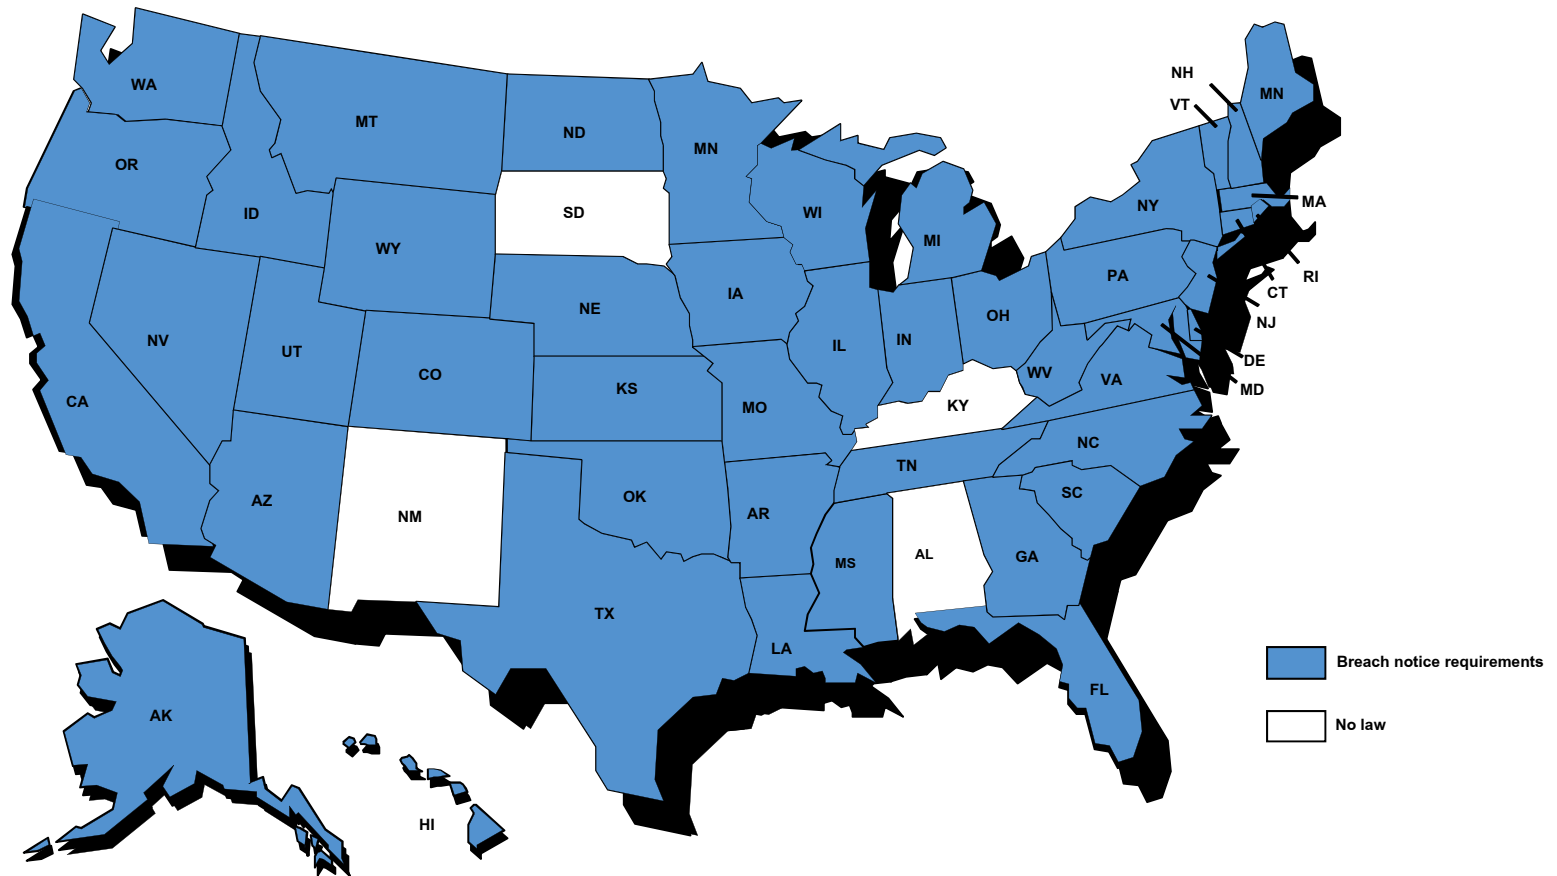 WA
MT
ND
MN
OR
ID
WY
SD
WI
MI
NH
VT
MN
NY
MA
RI
CT
NJ
DE
MD
PA
NE
IA
NV
UT
CO
KS
MO
IL
IN
OH
WV
VA
KY
CA
AZ
NM
OK
AR
TN
NC
SC
MS
AL
GA
TX
LA
FL
AK
HI
Breach notice requirements
No law